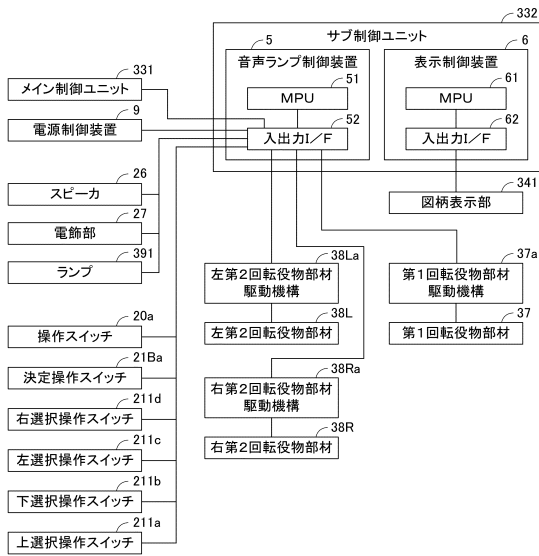 332
サブ制御ユニット
5
音声ランプ制御装置
51
MPU
52
入出力I/F
6
表示制御装置
61
MPU
62
入出力I/F
341
図柄表示部
331
メイン制御ユニット
9
電源制御装置
26
スピーカ
27
電飾部
391
ランプ
38La
左第2回転役物部材
駆動機構
38L
左第2回転役物部材
37a
第1回転役物部材
駆動機構
37
第1回転役物部材
38Ra
右第2回転役物部材
駆動機構
38R
右第2回転役物部材
20a
操作スイッチ
21Ba
決定操作スイッチ
211d
右選択操作スイッチ
211c
左選択操作スイッチ
211b
下選択操作スイッチ
211a
上選択操作スイッチ